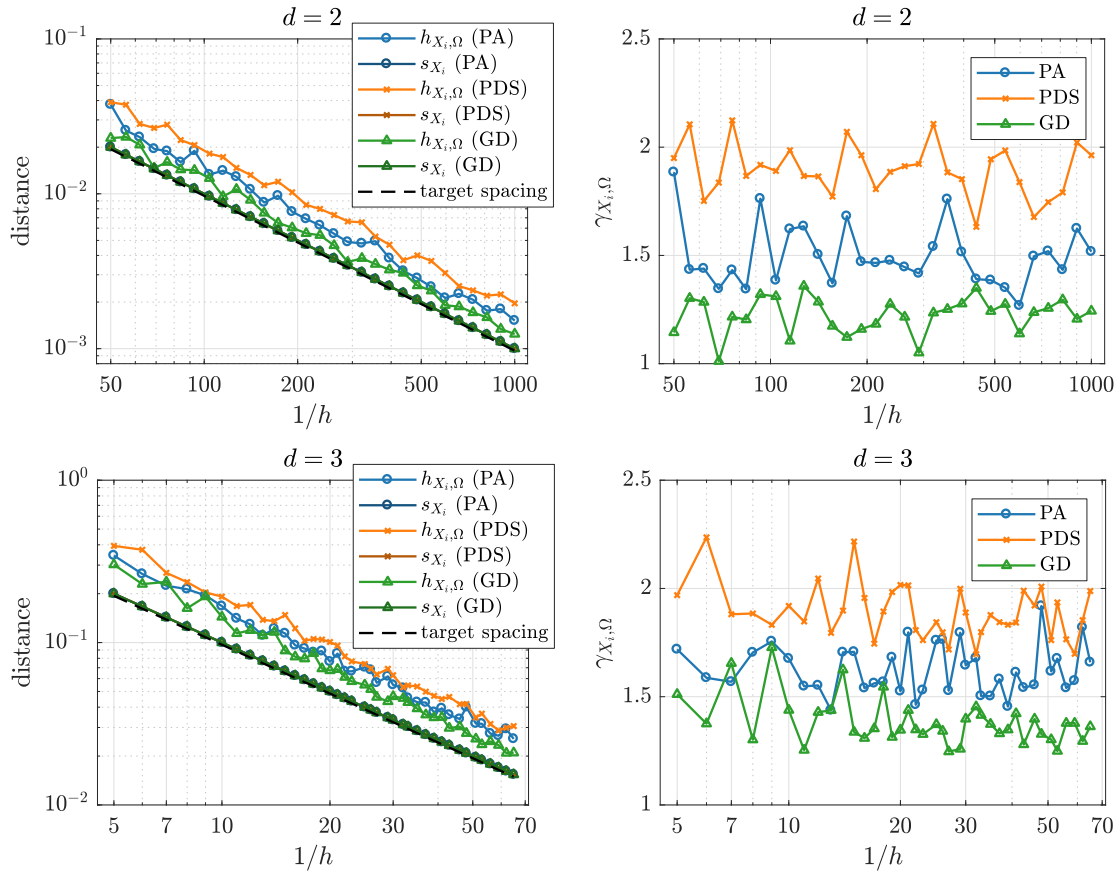 d = 2
10^{-1}
10^{-2}
10^{-3}
distance
50
100
200
500
1000
1/h
h_{X_i,Ω} (PA)
s_{X_i} (PA)
h_{X_i,Ω} (PDS)
s_{X_i} (PDS)
h_{X_i,Ω} (GD)
s_{X_i} (GD)
target spacing
d = 2
2.5
2
1.5
1
γ_{X_i,Ω}
50
100
500
1000
1/h
PA
PDS
GD
d = 3
10^{0}
10^{-1}
10^{-2}
distance
5
7
10
20
30
50
70
1/h
h_{X_i,Ω} (PA)
s_{X_i} (PA)
h_{X_i,Ω} (PDS)
s_{X_i} (PDS)
h_{X_i,Ω} (GD)
s_{X_i} (GD)
target spacing
d = 3
2.5
2
1.5
1
γ_{X_i,Ω}
5
7
10
20
30
50
70
1/h
PA
PDS
GD